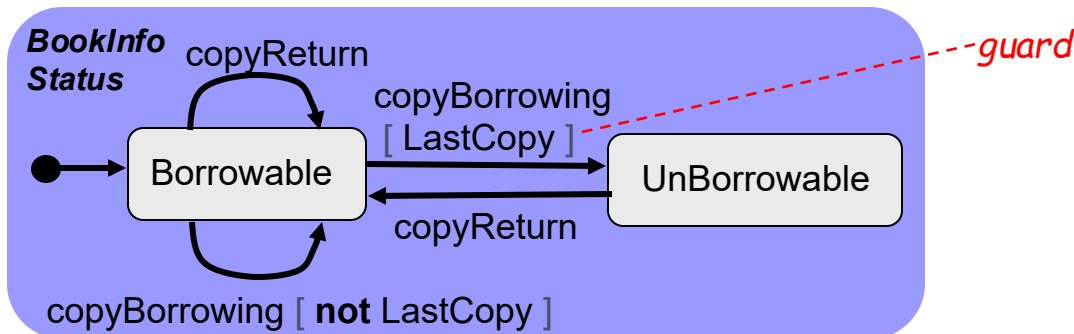 BookInfo
Status
copyReturn
guard
copyBorrowing
[ LastCopy ]
Borrowable
UnBorrowable
copyReturn
copyBorrowing [ not LastCopy ]